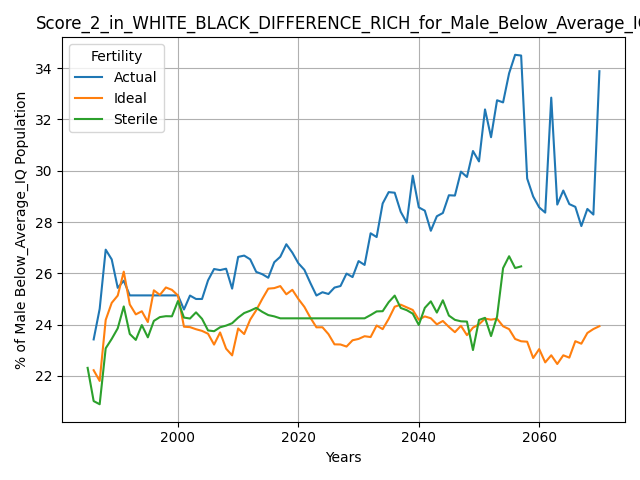 Score_2_in_WHITE_BLACK_DIFFERENCE_RICH_for_Male_Below_Average_IQ
Fertility
Actual
Ideal
Sterile
% of Male Below_Average_IQ Population
34
32
30
28
26
24
22
2000
2020
2040
2060
Years